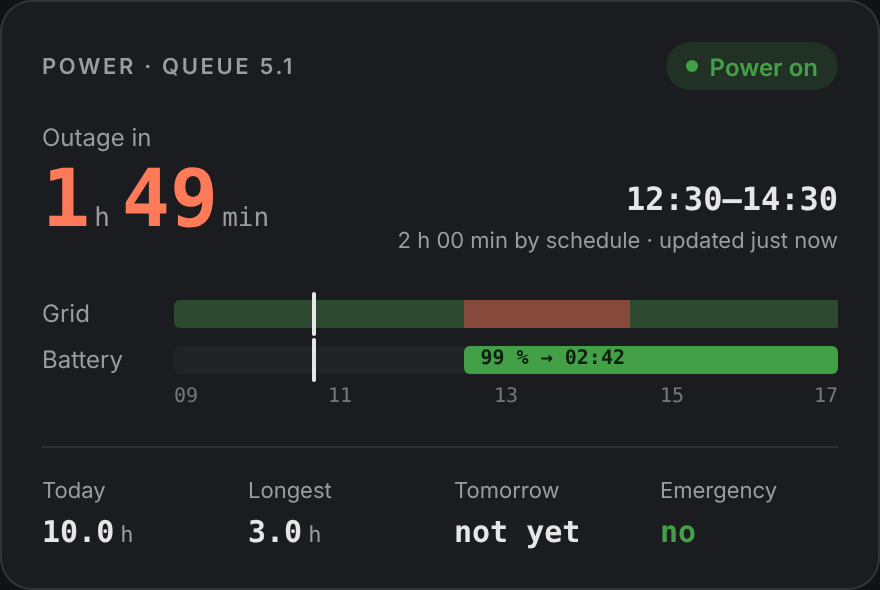 POWER · QUEUE 5.1
Power on
Outage in
1 h 49 min
12:30–14:30
2 h 00 min by schedule · updated just now
Grid
Battery
99 % → 02:42
09 11 13 15 17
Today Longest Tomorrow Emergency
10.0 h 3.0 h not yet no